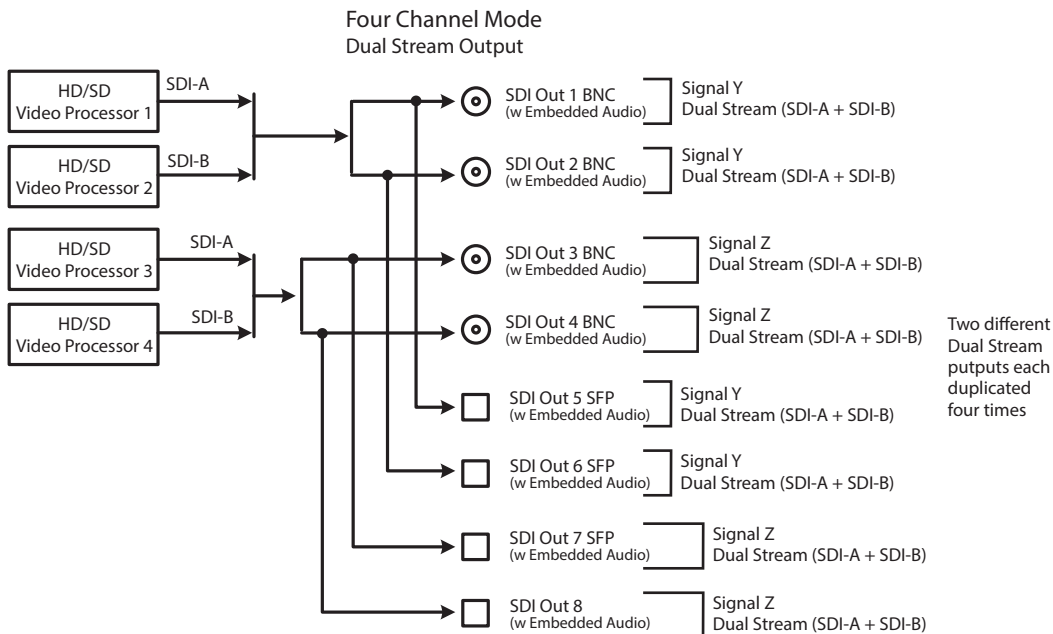 Four Channel Mode
Dual Stream Output
HD/SD
Video Processor 1
SDI-A
SDI Out 1 BNC
(w Embedded Audio)
Signal Y
Dual Stream (SDI-A + SDI-B)
HD/SD
Video Processor 2
SDI-B
SDI Out 2 BNC
(w Embedded Audio)
Signal Y
Dual Stream (SDI-A + SDI-B)
HD/SD
Video Processor 3
SDI-A
SDI Out 3 BNC
(w Embedded Audio)
Signal Z
Dual Stream (SDI-A + SDI-B)
HD/SD
Video Processor 4
SDI-B
SDI Out 4 BNC
(w Embedded Audio)
Signal Z
Dual Stream (SDI-A + SDI-B)
Two different
Dual Stream
putputs each
duplicated
four times
SDI Out 5 SFP
(w Embedded Audio)
Signal Y
Dual Stream (SDI-A + SDI-B)
SDI Out 6 SFP
(w Embedded Audio)
Signal Y
Dual Stream (SDI-A + SDI-B)
SDI Out 7 SFP
(w Embedded Audio)
Signal Z
Dual Stream (SDI-A + SDI-B)
SDI Out 8
(w Embedded Audio)
Signal Z
Dual Stream (SDI-A + SDI-B)